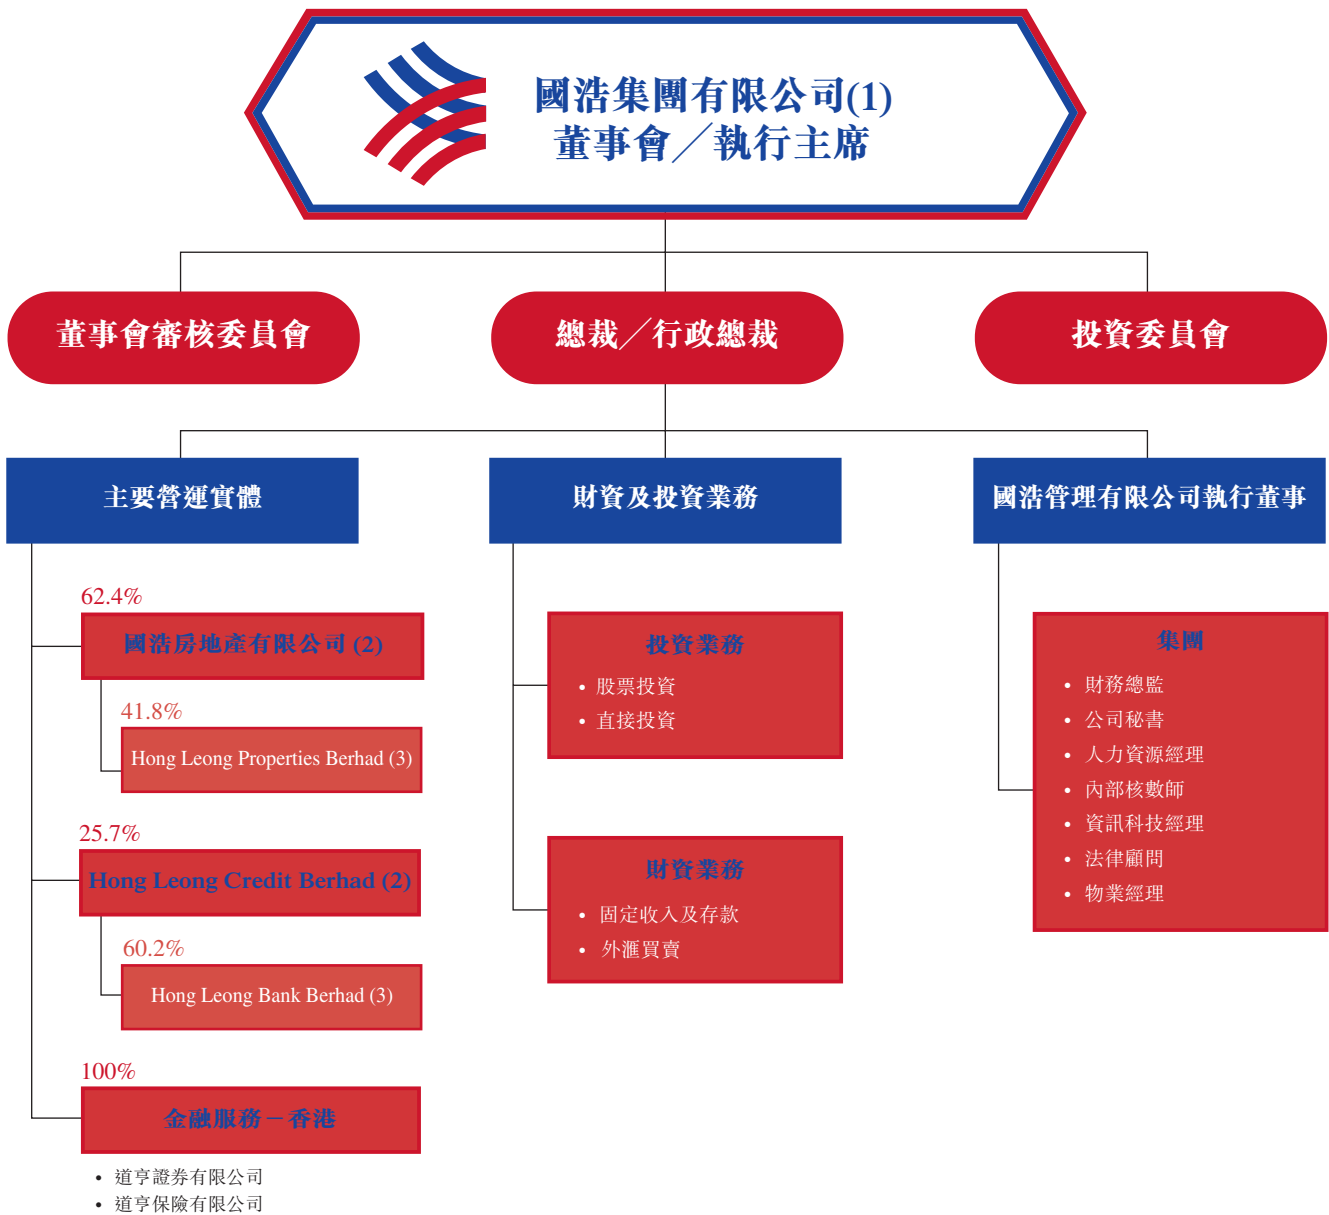 國浩集團有限公司(1)
董事會／執行主席
董事會審核委員會
總裁／行政總裁
投資委員會
主要營運實體
財資及投資業務
國浩管理有限公司執行董事
62.4%
國浩房地產有限公司 (2)
41.8%
Hong Leong Properties Berhad (3)
25.7%
Hong Leong Credit Berhad (2)
60.2%
Hong Leong Bank Berhad (3)
100%
金融服務－香港
• 道亨證券有限公司
• 道亨保險有限公司
投資業務
• 股票投資
• 直接投資
財資業務
• 固定收入及存款
• 外滙買賣
集團
• 財務總監
• 公司秘書
• 人力資源經理
• 內部核數師
• 資訊科技經理
• 法律顧問
• 物業經理